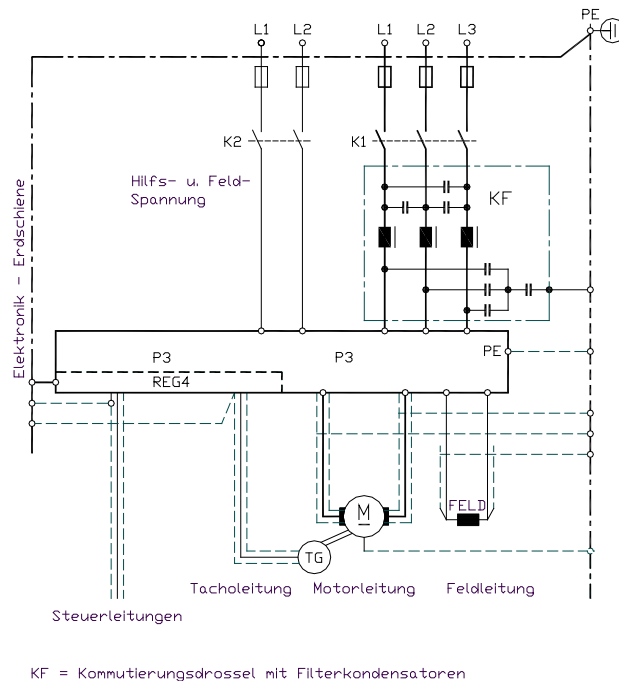 PE
L1 L2 L1 L2 L3
K2 K1
Hilfs- u. Feld-
Spannung
KF
Elektronik - Erdschiene
P3 P3 PE
REG4
FELD
M
TG
Tacholeitung Motorleitung Feldleitung
Steuerleitungen
KF = Kommutierungsdrossel mit Filterkondensatoren